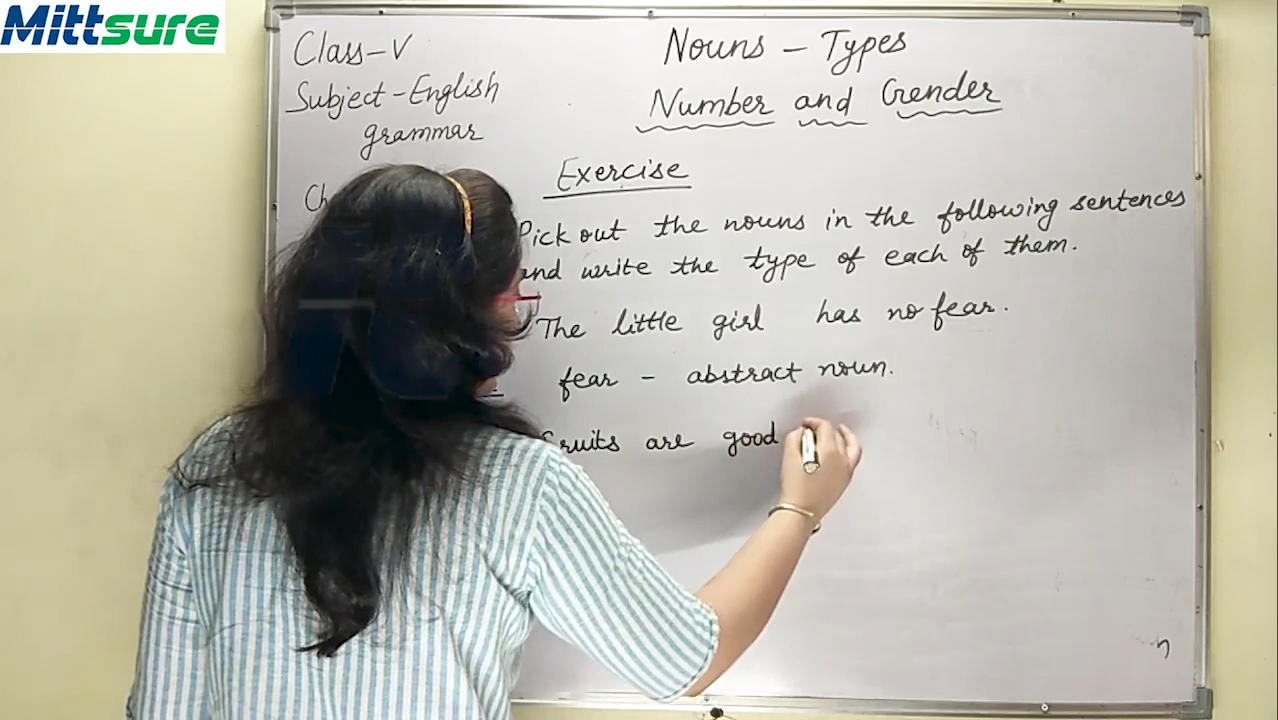 Mittsure
Class-V
Subject-English
grammar
Nouns - Types
Number and Gender
Exercise
Pick out the nouns in the following sentences
and write the type of each of them.
The little girl has no fear.
fear - abstract noun.
fruits are good